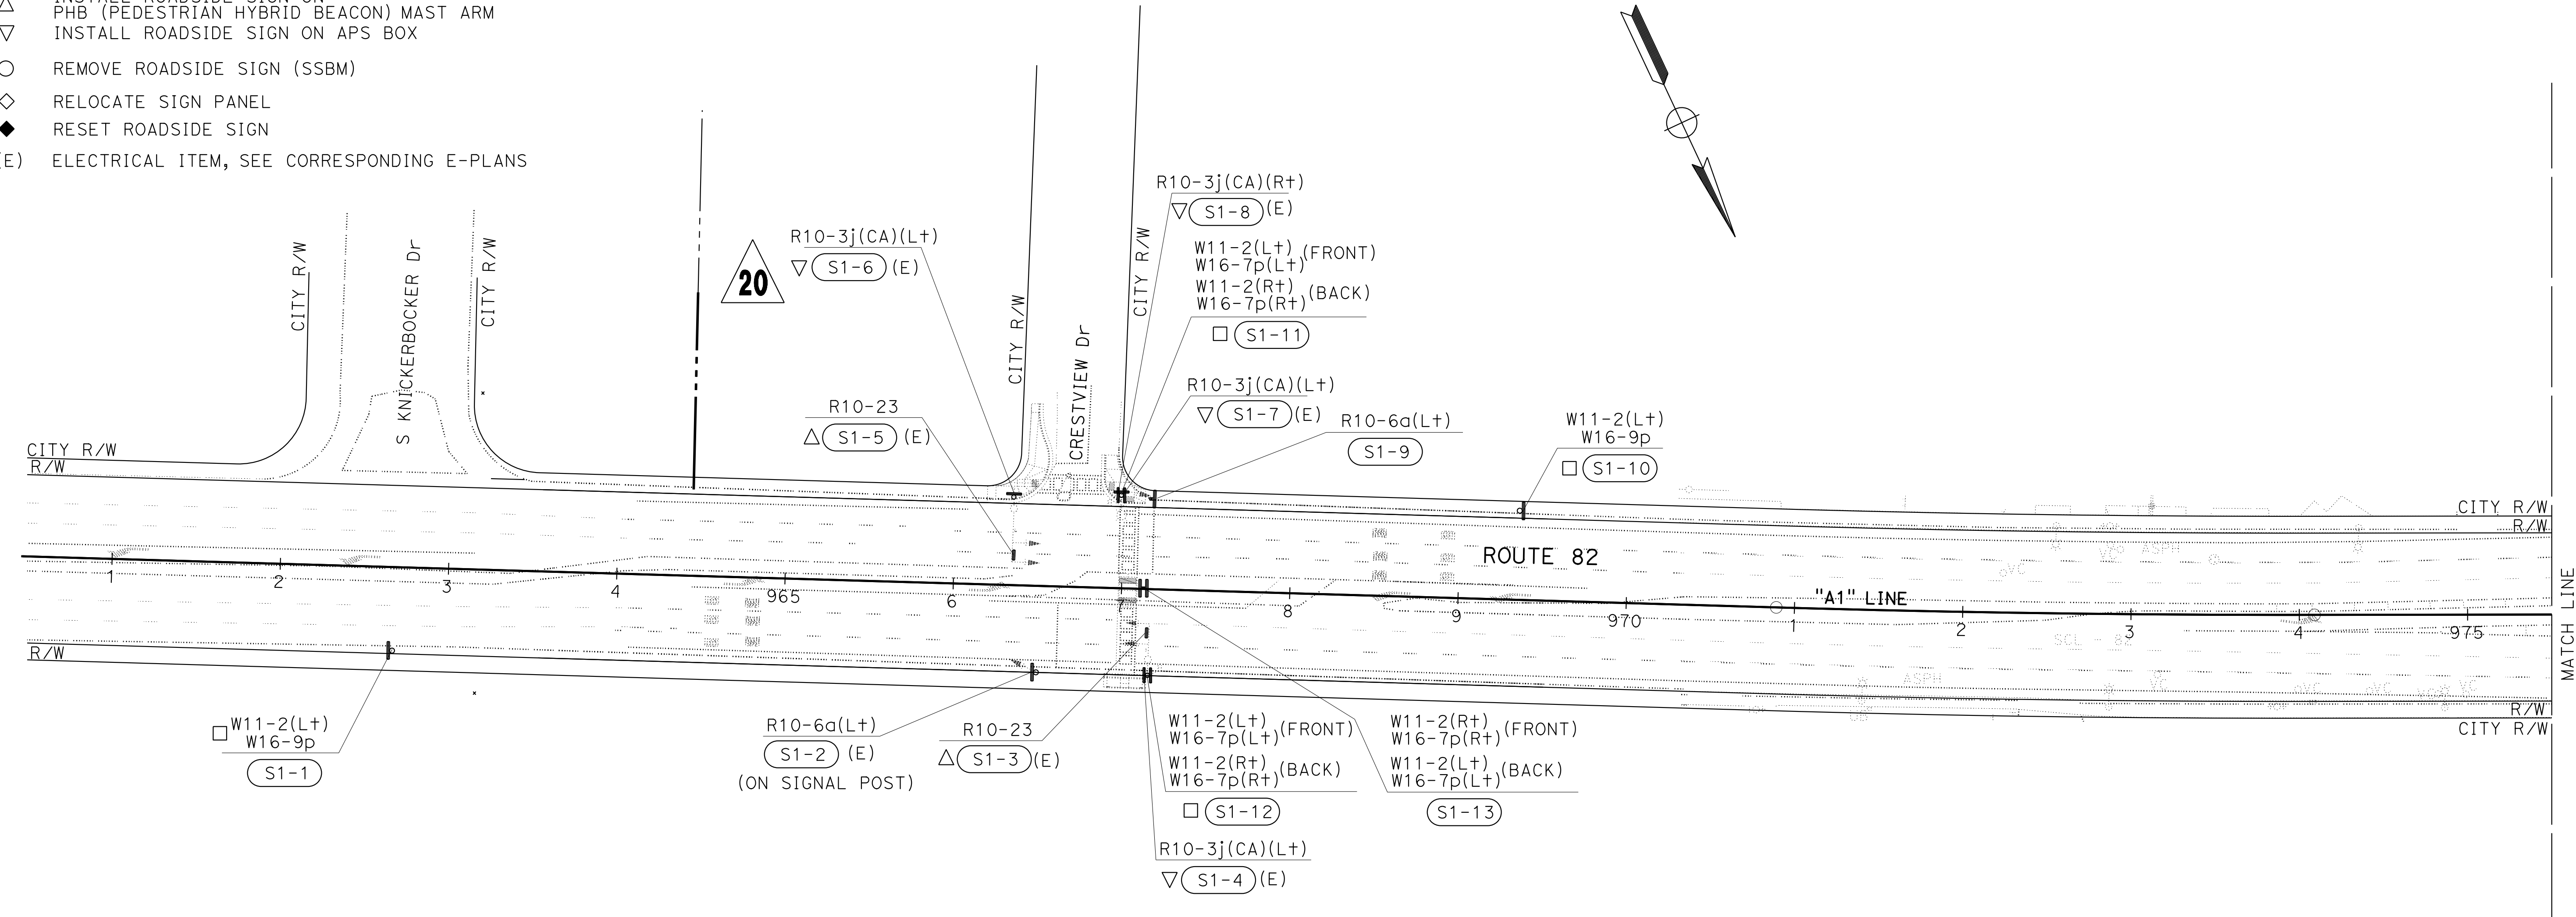 PHB (PEDESTRIAN HYBRID BEACON) MAST ARM
INSTALL ROADSIDE SIGN ON APS BOX
REMOVE ROADSIDE SIGN (SSBM)
RELOCATE SIGN PANEL
RESET ROADSIDE SIGN
ELECTRICAL ITEM, SEE CORRESPONDING E-PLANS
CITY R/W
S KNICKERBOCKER Dr
CITY R/W
20
R10-3j(CA)(Lt)
S1-6 (E)
R10-23
S1-5 (E)
CITY R/W
CRESTVIEW Dr
CITY R/W
R10-3j(CA)(Rt)
S1-8 (E)
W11-2(Lt)
W16-7p(Lt) (FRONT)
W11-2(Rt)
W16-7p(Rt) (BACK)
S1-11
R10-3j(CA)(Lt)
S1-7 (E)
R10-6a(Lt)
S1-9
W11-2(Lt)
W16-9p
S1-10
CITY R/W
R/W
CITY R/W
R/W
ROUTE 82
"A1" LINE
1 2 3 4 965 6 7 8 9 970 1 2 3 4 975
VC ASPH
VC
SCL - 82
ASPH
VC
MATCH LINE
R/W
R/W
CITY R/W
W11-2(Lt)
W16-9p
S1-1
R10-6a(Lt)
S1-2 (E)
(ON SIGNAL POST)
R10-23
S1-3 (E)
W11-2(Lt)
W16-7p(Lt) (FRONT)
W11-2(Rt)
W16-7p(Rt) (BACK)
S1-12
W11-2(Rt)
W16-7p(Rt) (FRONT)
W11-2(Lt)
W16-7p(Lt) (BACK)
S1-13
R10-3j(CA)(Lt)
S1-4 (E)